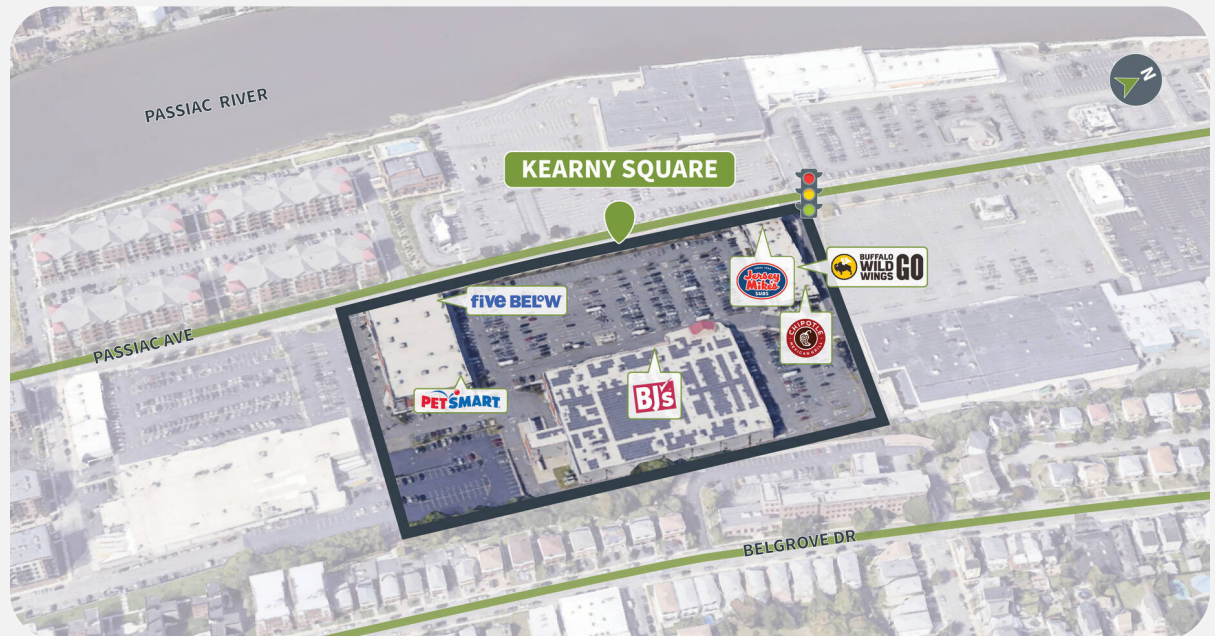 PASSIAC RIVER
N
KEARNY SQUARE
BUFFALO
WILD
WINGS GO
Jersey
Mike's
SUBS
five BEL°W
CHIPOTLE
MEXICAN GRILL
PASSIAC AVE
PETSMART
BJ's
BELGROVE DR